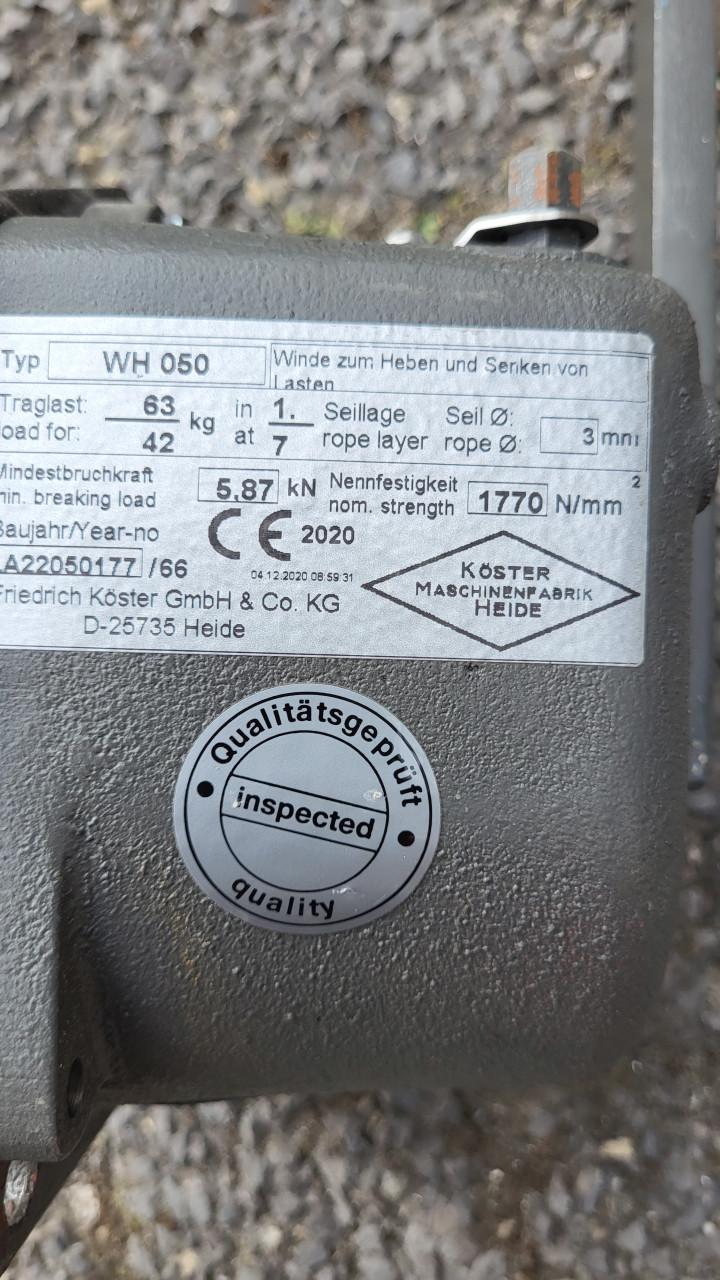 Typ WH 050 Winde zum Heben und Senken von
Lasten
Traglast: 63 kg in 1. Seillage Seil Ø: 3 mm
load for: 42 at 7 rope layer rope Ø:
Mindestbruchkraft 5,87 kN Nennfestigkeit 1770 N/mm²
min. breaking load nom. strength
Baujahr/Year-no CE 2020
LA22050177 /66 04.12.2020 08:59:31
Friedrich Köster GmbH & Co. KG
D-25735 Heide
KÖSTER
MASCHINENFABRIK
HEIDE
Qualitätsgeprüft
inspected
quality